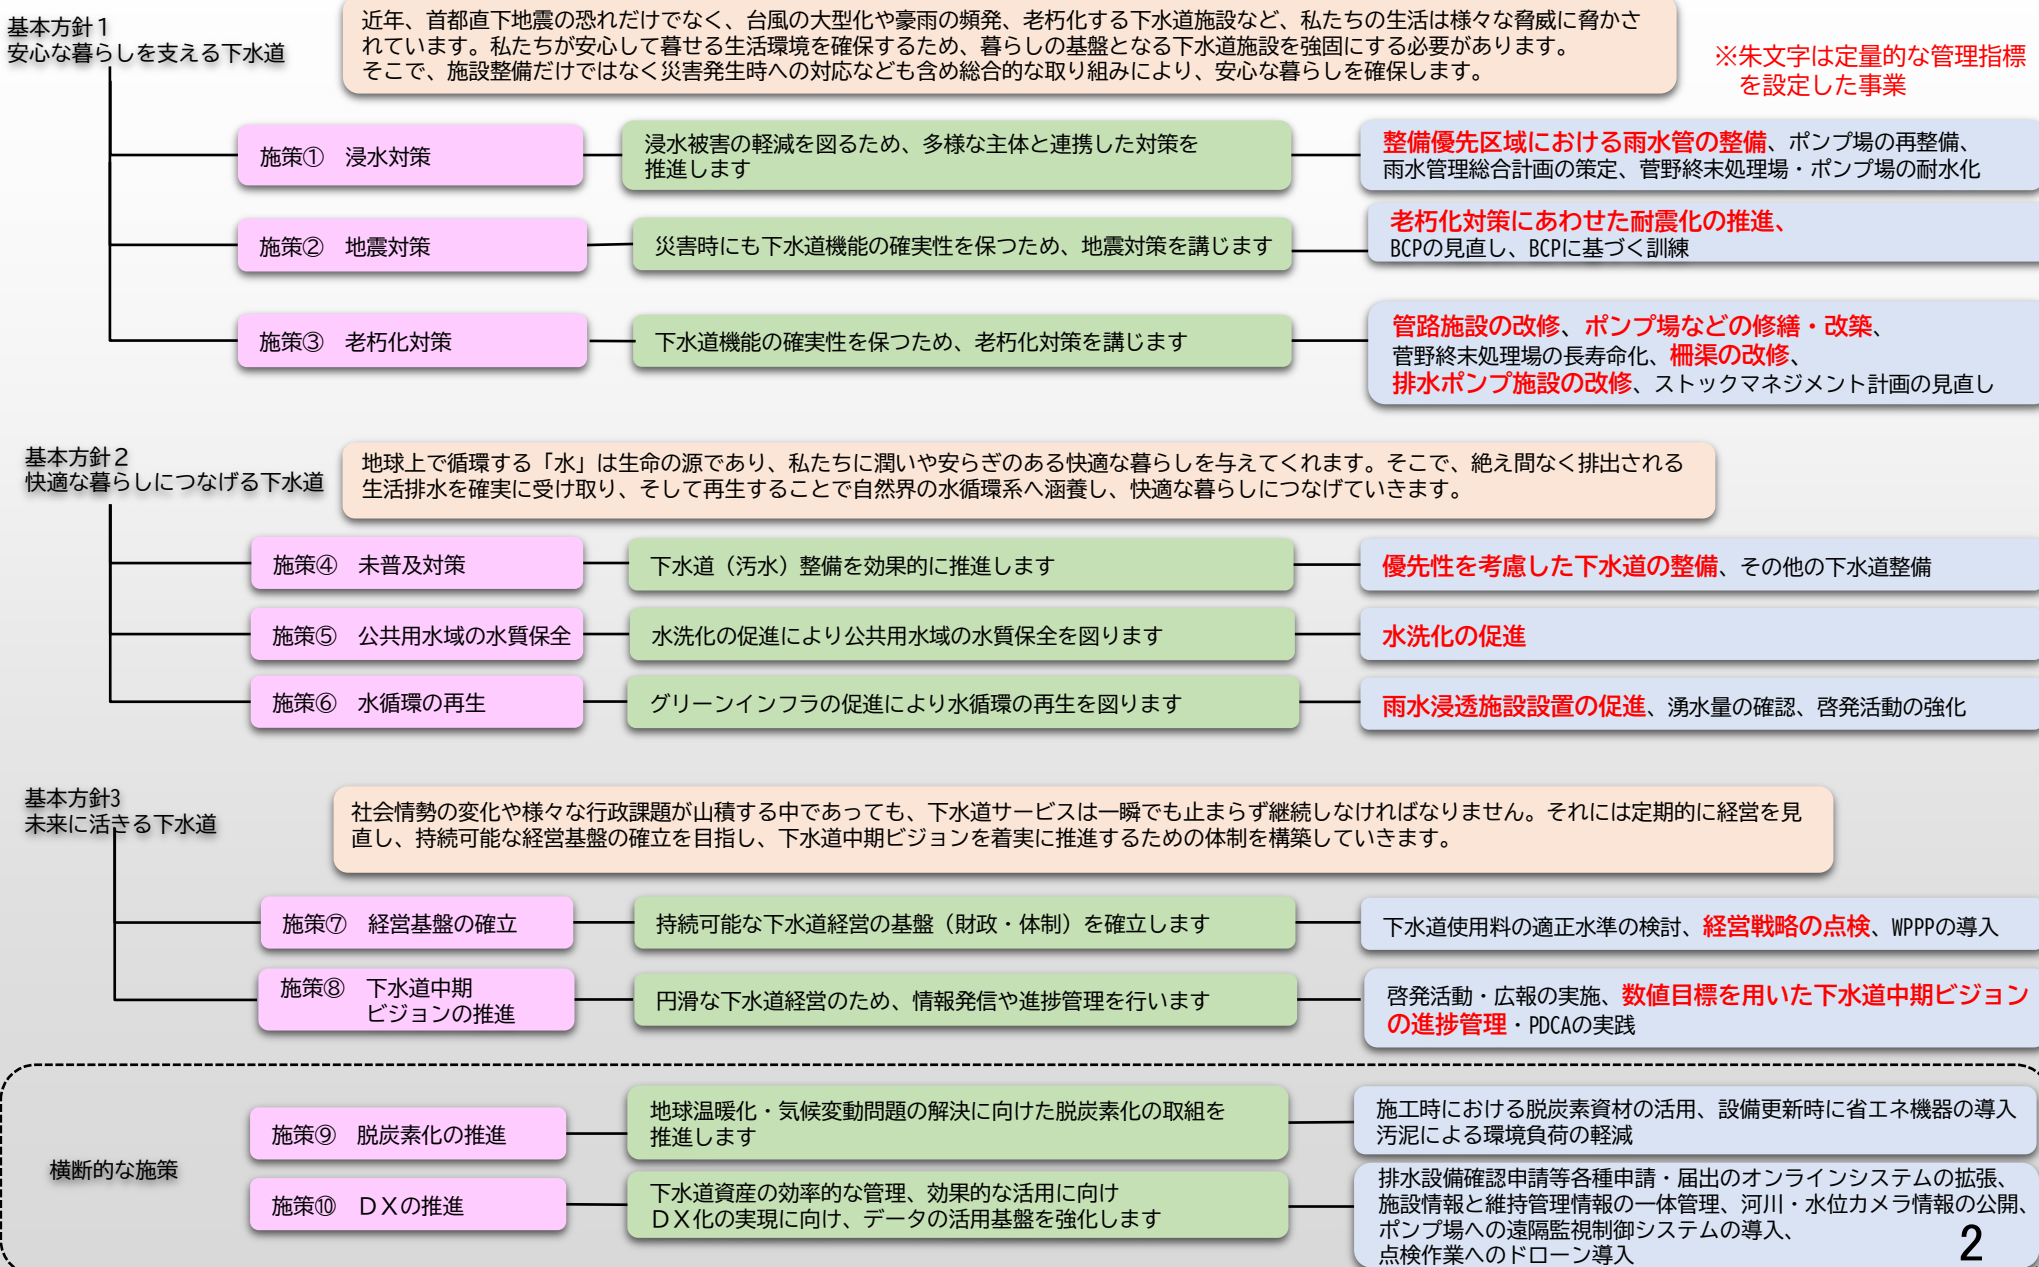 基本方針１
安心な暮らしを支える下水道
近年、首都直下地震の恐れだけでなく、台風の大型化や豪雨の頻発、老朽化する下水道施設など、私たちの生活は様々な脅威に脅かさ
れています。私たちが安心して暮せる生活環境を確保するため、暮らしの基盤となる下水道施設を強固にする必要があります。
そこで、施設整備だけではなく災害発生時への対応なども含め総合的な取り組みにより、安心な暮らしを確保します。
※朱文字は定量的な管理指標
を設定した事業
施策① 浸水対策
浸水被害の軽減を図るため、多様な主体と連携した対策を
推進します
整備優先区域における雨水管の整備、ポンプ場の再整備、
雨水管理総合計画の策定、菅野終末処理場・ポンプ場の耐水化
施策② 地震対策
災害時にも下水道機能の確実性を保つため、地震対策を講じます
老朽化対策にあわせた耐震化の推進、
BCPの見直し、BCPに基づく訓練
施策③ 老朽化対策
下水道機能の確実性を保つため、老朽化対策を講じます
管路施設の改修、ポンプ場などの修繕・改築、
菅野終末処理場の長寿命化、柵渠の改修、
排水ポンプ施設の改修、ストックマネジメント計画の見直し
基本方針２
快適な暮らしにつなげる下水道
地球上で循環する「水」は生命の源であり、私たちに潤いや安らぎのある快適な暮らしを与えてくれます。そこで、絶え間なく排出される
生活排水を確実に受け取り、そして再生することで自然界の水循環系へ涵養し、快適な暮らしにつなげていきます。
施策④ 未普及対策
下水道（汚水）整備を効果的に推進します
優先性を考慮した下水道の整備、その他の下水道整備
施策⑤ 公共用水域の水質保全
水洗化の促進により公共用水域の水質保全を図ります
水洗化の促進
施策⑥ 水循環の再生
グリーンインフラの促進により水循環の再生を図ります
雨水浸透施設設置の促進、湧水量の確認、啓発活動の強化
基本方針3
未来に活きる下水道
社会情勢の変化や様々な行政課題が山積する中であっても、下水道サービスは一瞬でも止まらず継続しなければなりません。それには定期的に経営を見
直し、持続可能な経営基盤の確立を目指し、下水道中期ビジョンを着実に推進するための体制を構築していきます。
施策⑦ 経営基盤の確立
持続可能な下水道経営の基盤（財政・体制）を確立します
下水道使用料の適正水準の検討、経営戦略の点検、WPPPの導入
施策⑧ 下水道中期
ビジョンの推進
円滑な下水道経営のため、情報発信や進捗管理を行います
啓発活動・広報の実施、数値目標を用いた下水道中期ビジョン
の進捗管理・PDCAの実践
横断的な施策
施策⑨ 脱炭素化の推進
地球温暖化・気候変動問題の解決に向けた脱炭素化の取組を
推進します
施工時における脱炭素資材の活用、設備更新時に省エネ機器の導入
汚泥による環境負荷の軽減
施策⑩ ＤＸの推進
下水道資産の効率的な管理、効果的な活用に向け
ＤＸ化の実現に向け、データの活用基盤を強化します
排水設備確認申請等各種申請・届出のオンラインシステムの拡張、
施設情報と維持管理情報の一体管理、河川・水位カメラ情報の公開、
ポンプ場への遠隔監視制御システムの導入、
点検作業へのドローン導入
2